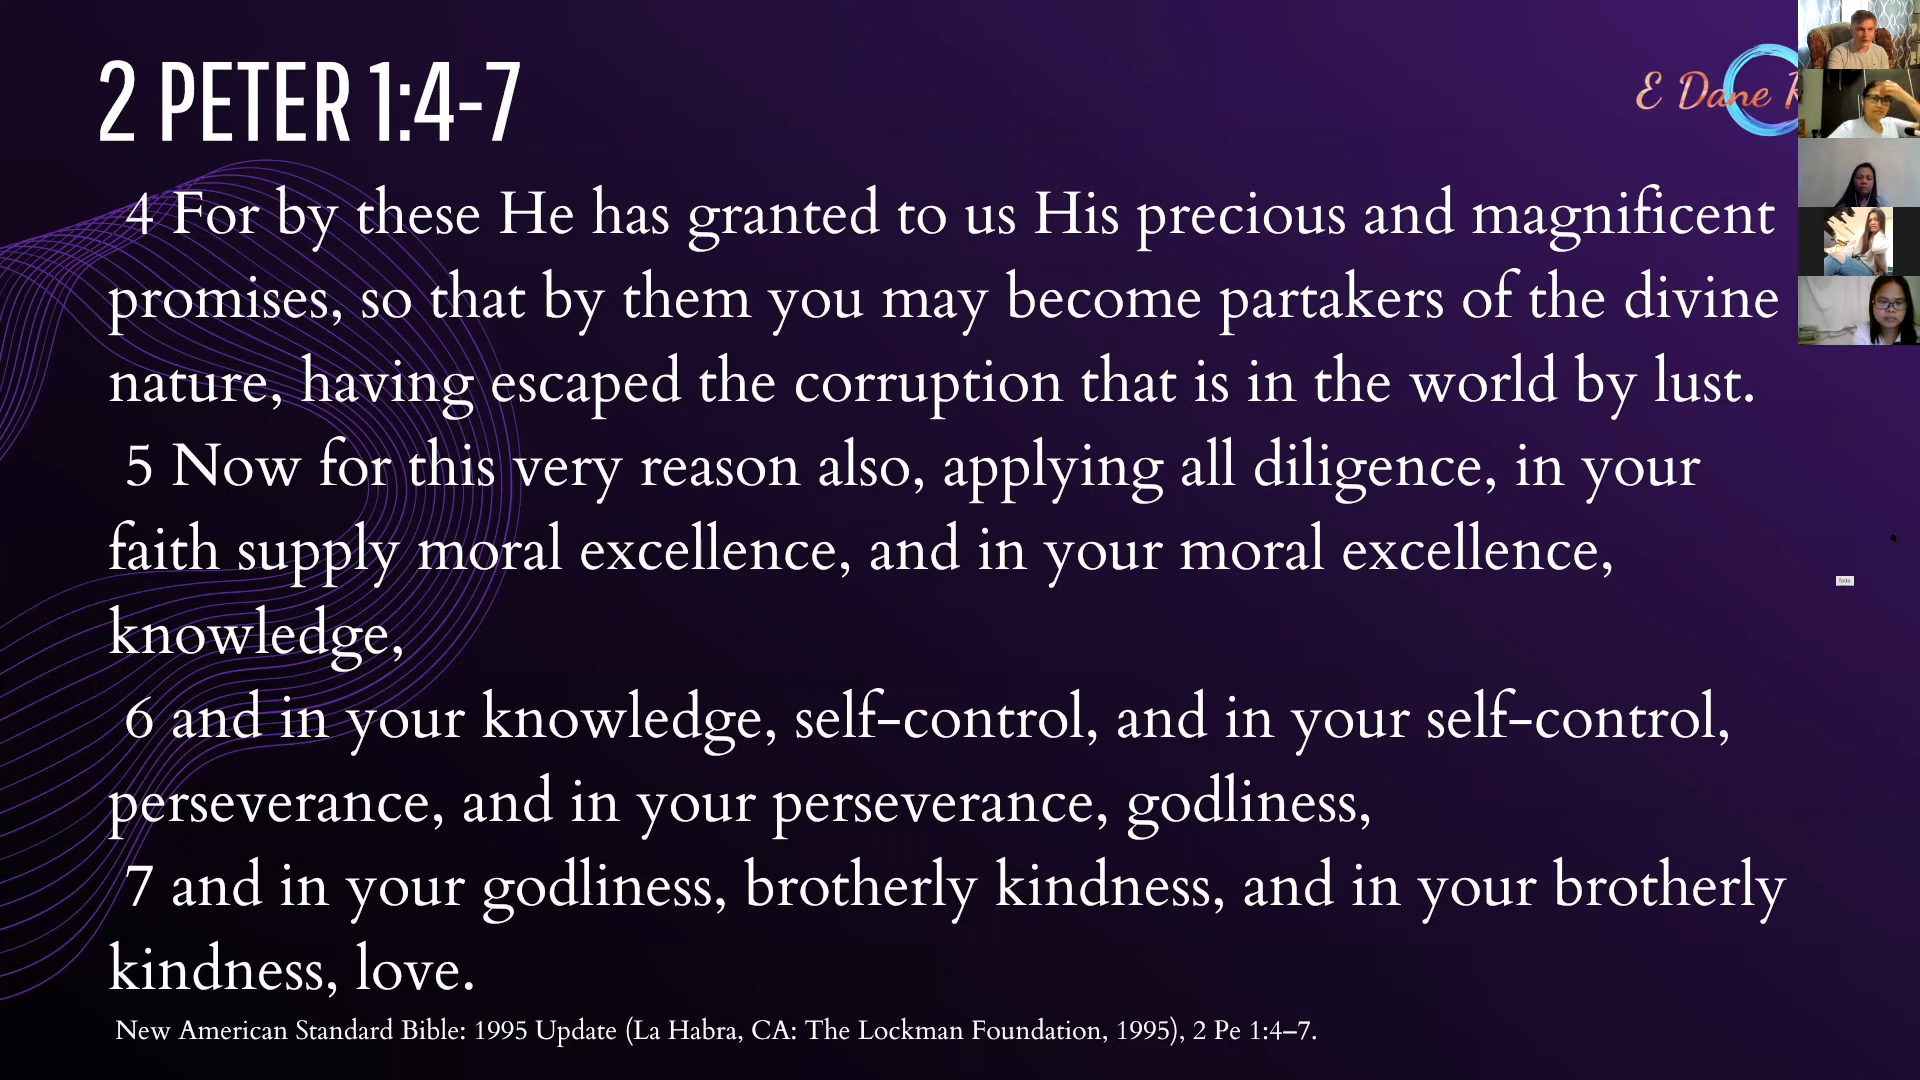 2 PETER 1:4-7
E Dane
4 For by these He has granted to us His precious and magnificent
promises, so that by them you may become partakers of the divine
nature, having escaped the corruption that is in the world by lust.
5 Now for this very reason also, applying all diligence, in your
faith supply moral excellence, and in your moral excellence,
knowledge,
6 and in your knowledge, self-control, and in your self-control,
perseverance, and in your perseverance, godliness,
7 and in your godliness, brotherly kindness, and in your brotherly
kindness, love.
New American Standard Bible: 1995 Update (La Habra, CA: The Lockman Foundation, 1995), 2 Pe 1:4–7.